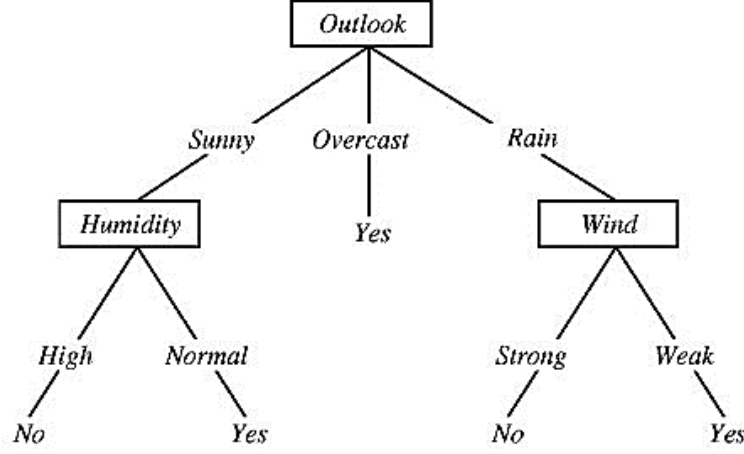 Outlook
Sunny Overcast Rain
Humidity Yes Wind
High Normal Strong Weak
No Yes No Yes